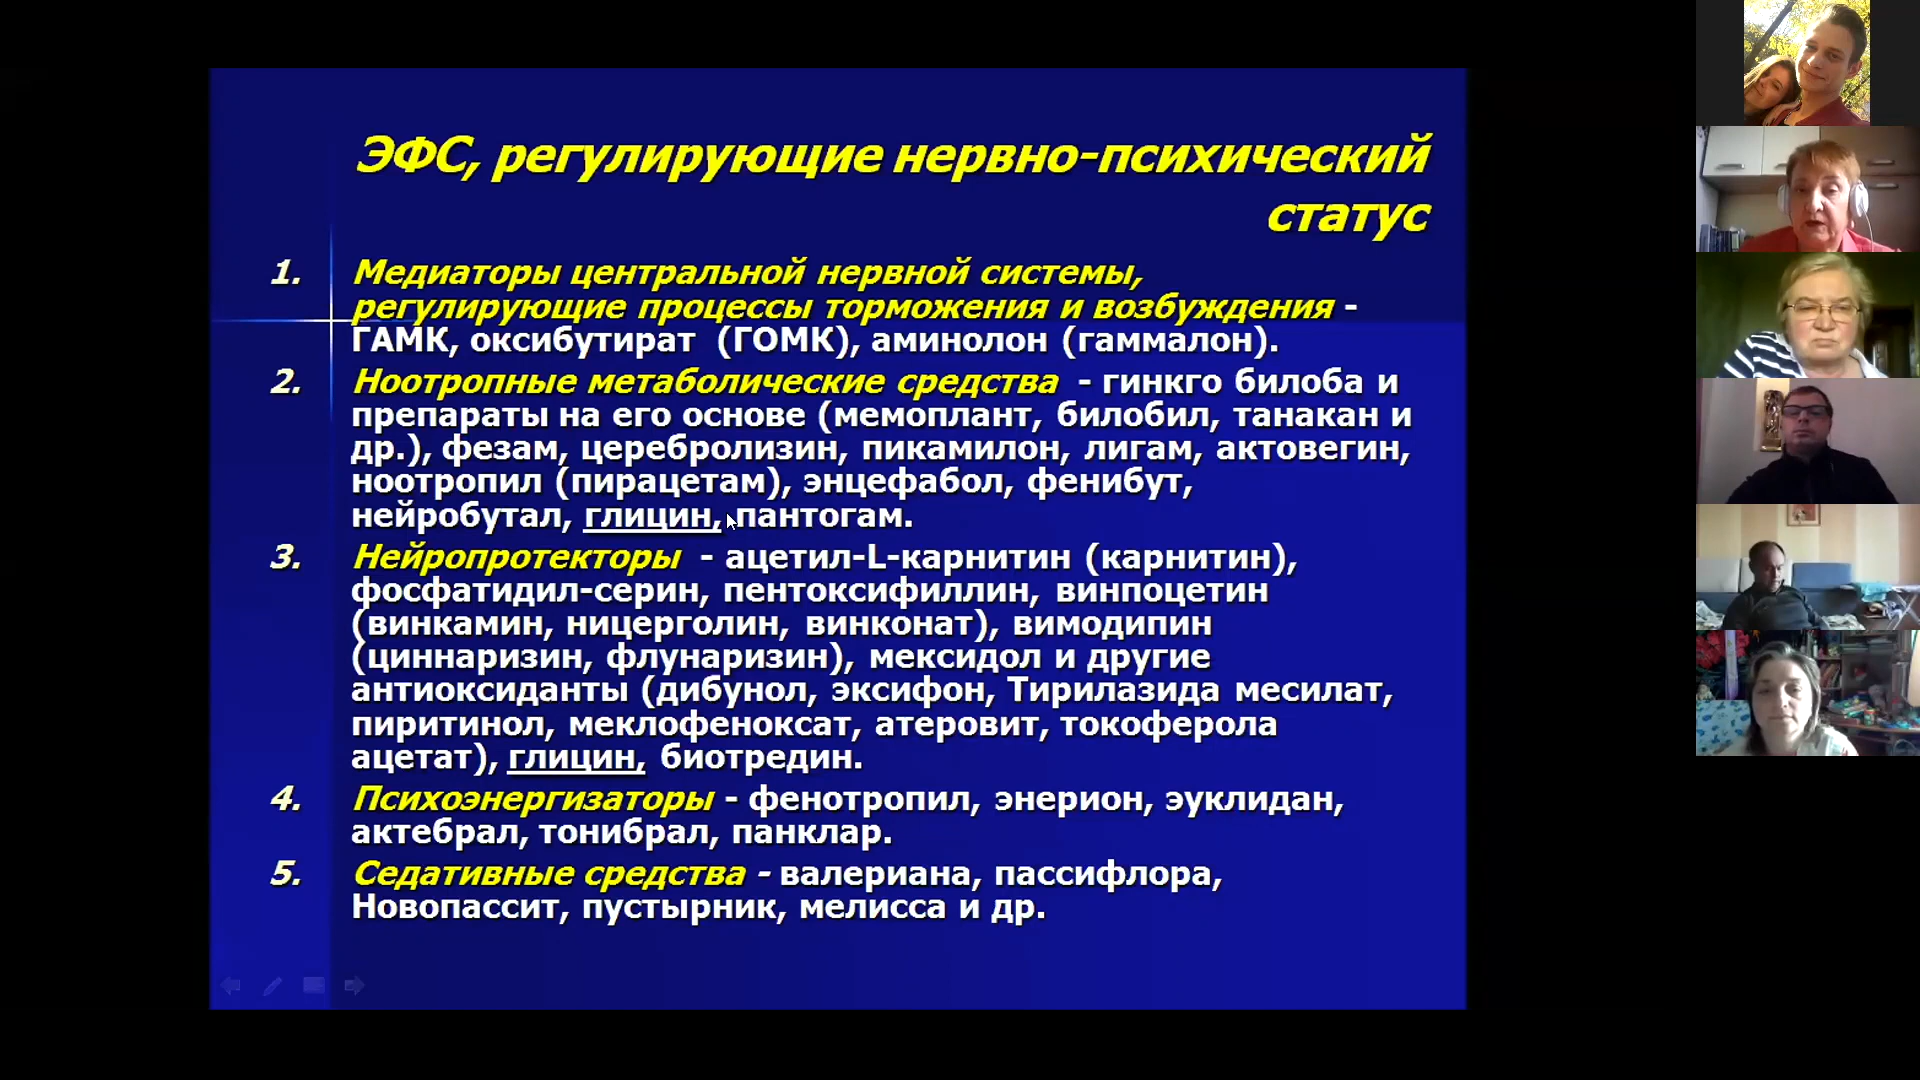 ЭФС, регулирующие нервно-психический
статус
1. Медиаторы центральной нервной системы,
регулирующие процессы торможения и возбуждения -
ГАМК, оксибутират (ГОМК), аминолон (гаммалон).
2. Ноотропные метаболические средства - гинкго билоба и
препараты на его основе (мемоплант, билобил, танакан и
др.), фезам, церебролизин, пикамилон, лигам, актовегин,
ноотропил (пирацетам), энцефабол, фенибут,
нейробутал, глицин, пантогам.
3. Нейропротекторы - ацетил-L-карнитин (карнитин),
фосфатидил-серин, пентоксифиллин, винпоцетин
(винкамин, ницерголин, винконат), вимодипин
(циннаризин, флунаризин), мексидол и другие
антиоксиданты (дибунол, эксифон, Тирилазида месилат,
пиритинол, меклофеноксат, атеровит, токоферола
ацетат), глицин, биотредин.
4. Психоэнергизаторы - фенотропил, энерион, эуклидан,
актебрал, тонибрал, панклар.
5. Седативные средства - валериана, пассифлора,
Новопассит, пустырник, мелисса и др.